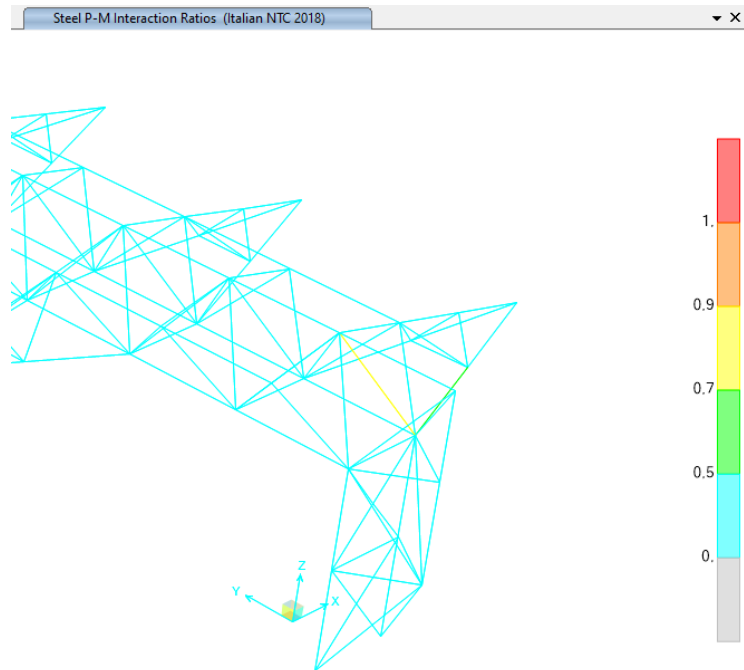 Steel P-M Interaction Ratios (Italian NTC 2018)
1.
0.9
0.7
0.5
0.
Z
Y
X